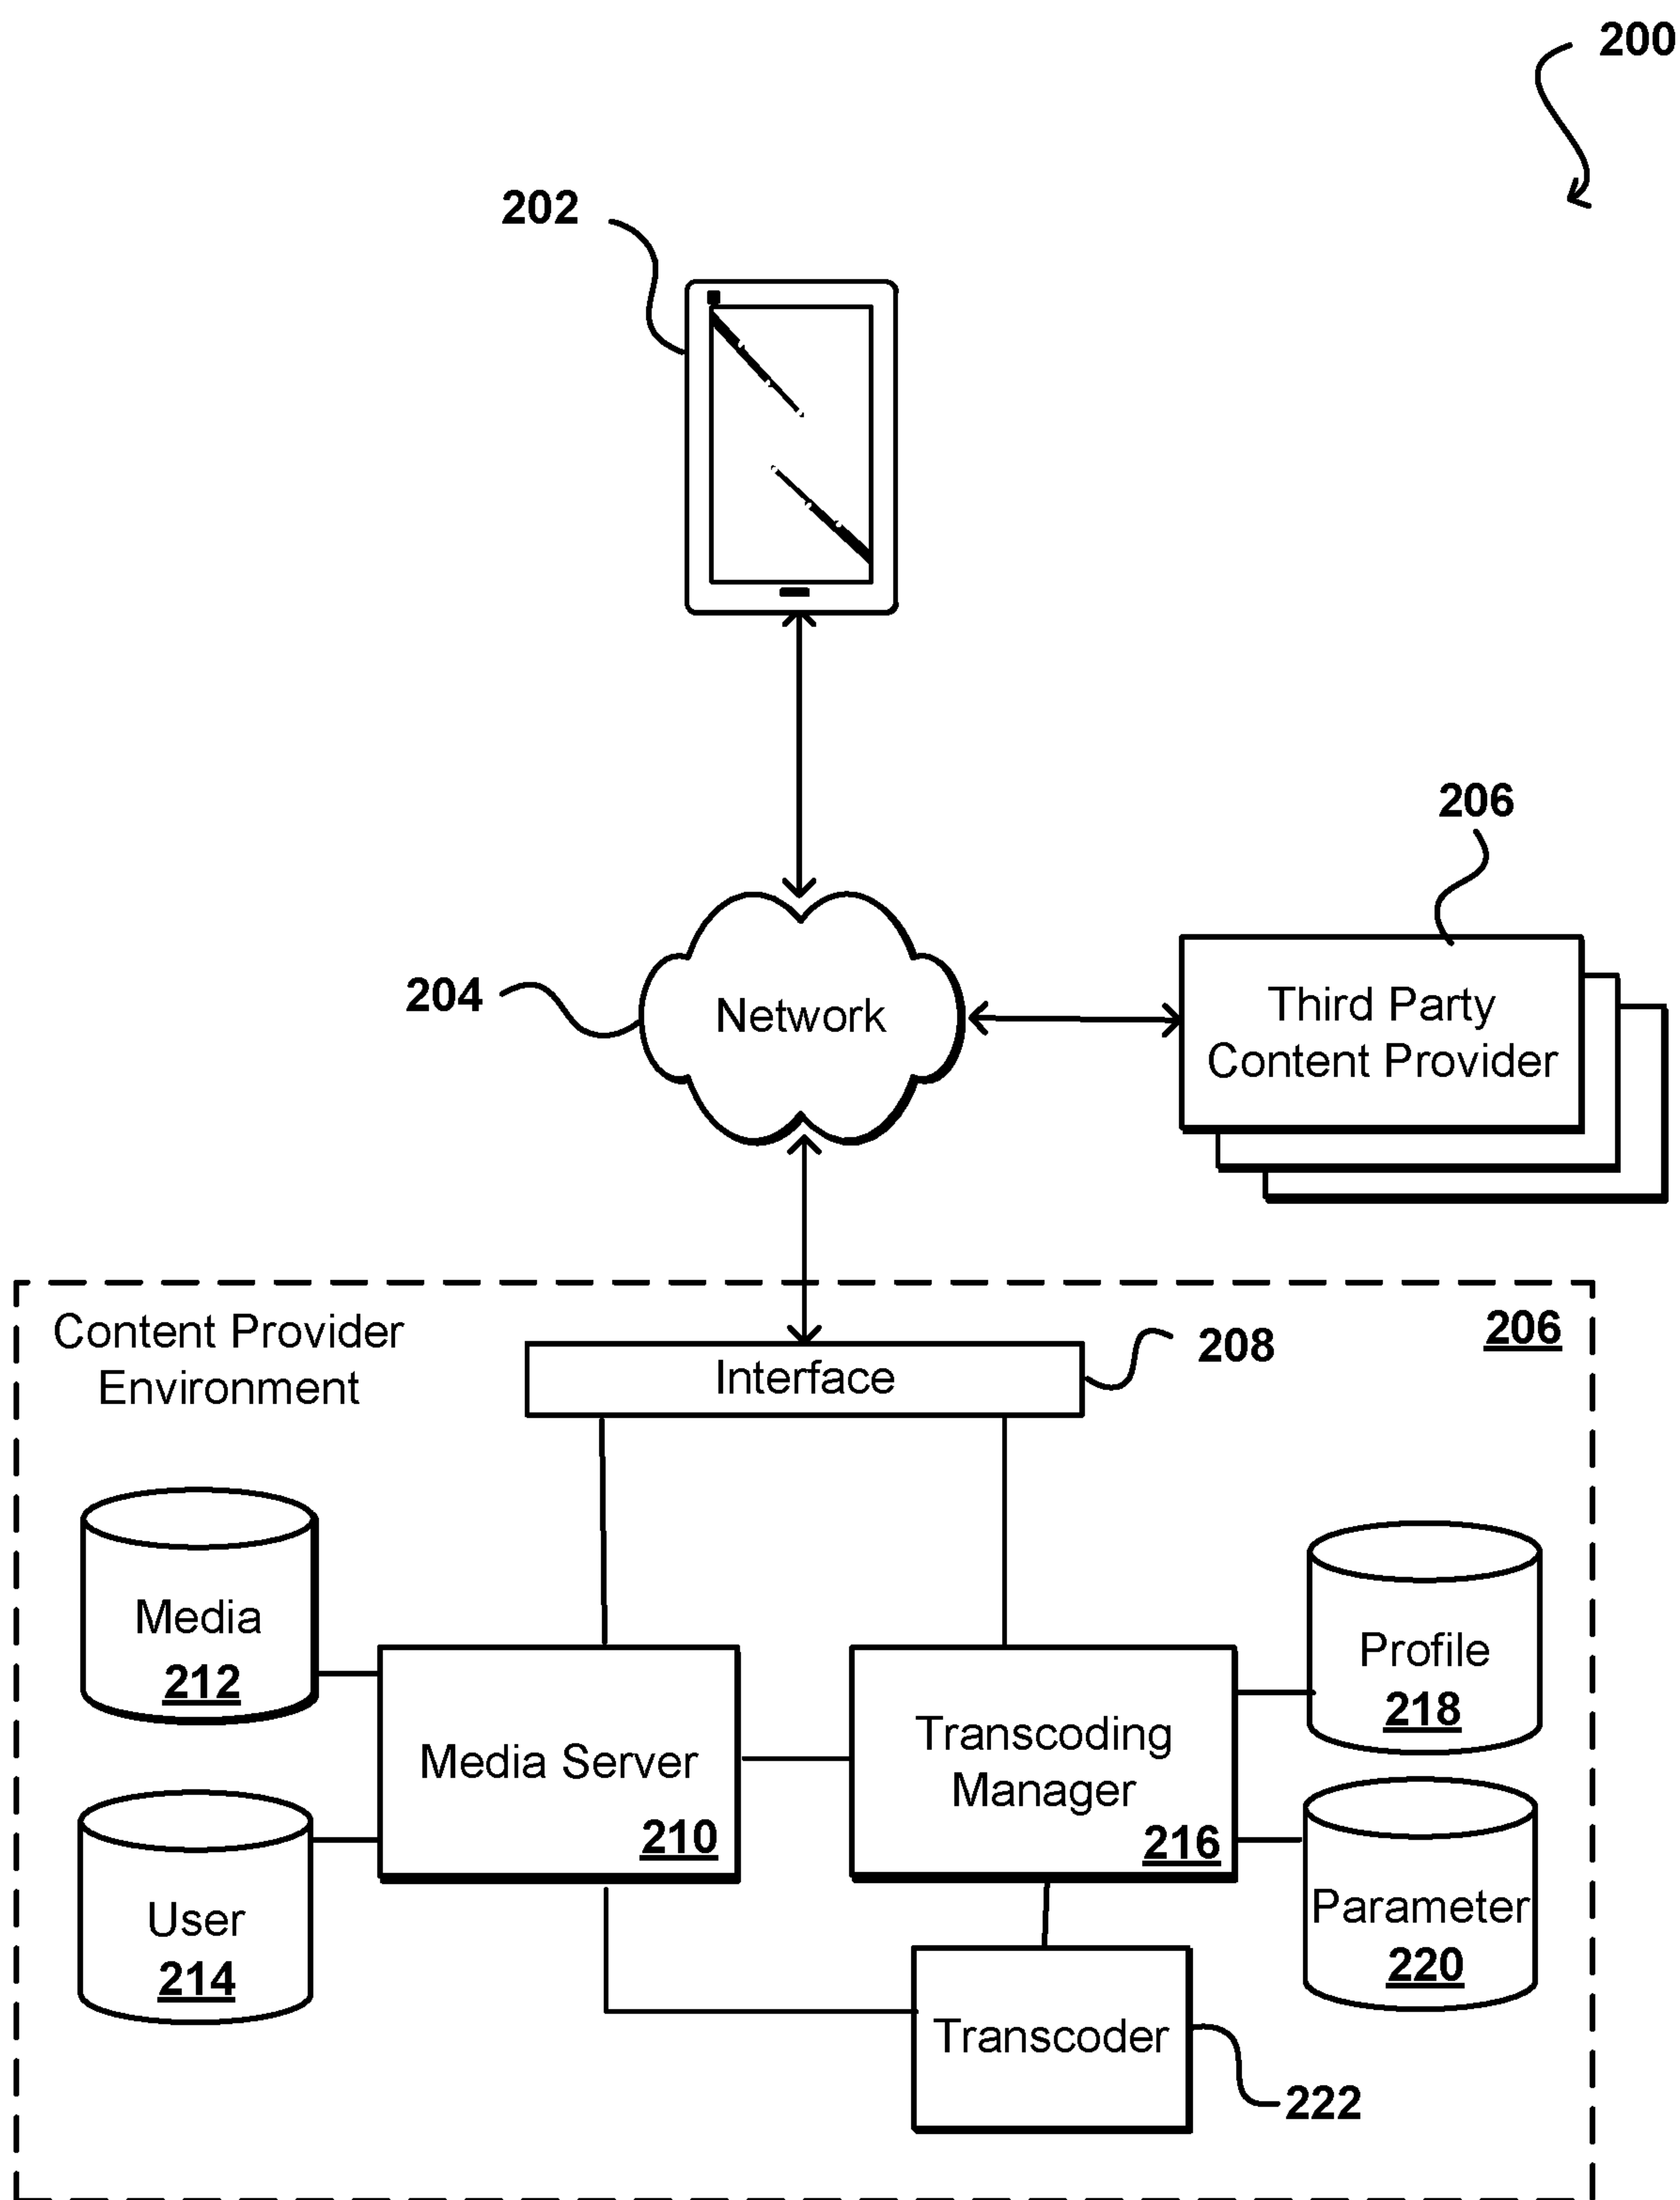 200
202
206
204
Network
Third Party
Content Provider
Content Provider
Environment
206
208
Interface
Media
212
Profile
218
Media Server
210
Transcoding
Manager
216
User
214
Parameter
220
Transcoder
222